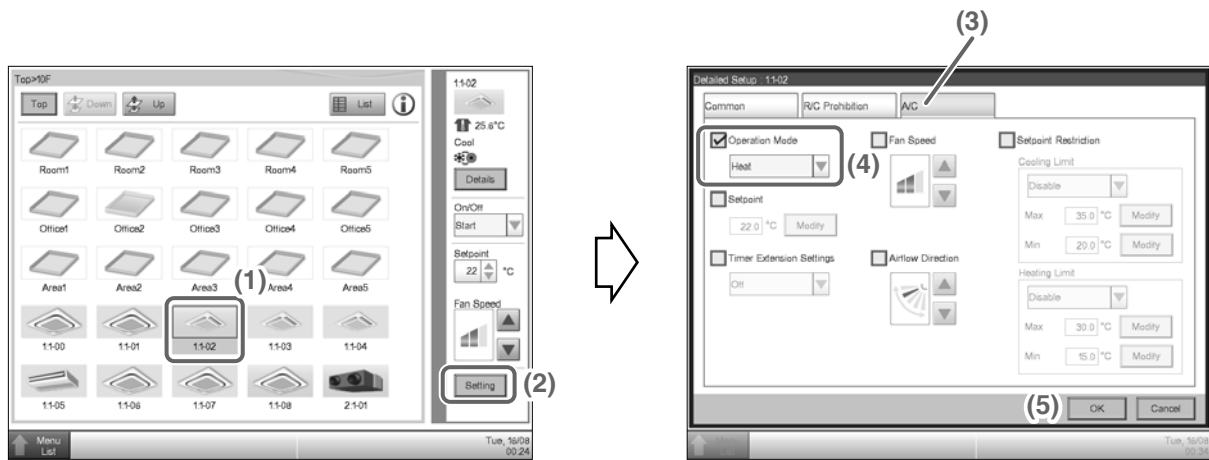 (3)
Top>10F
Top
Down
Up
List
Room1 Room2 Room3 Room4 Room5
Office1 Office2 Office3 Office4 Office5
(1)
Area1 Area2 Area3 Area4 Area5
1:1-00 1:1-01 1:1-02 1:1-03 1:1-04
1:1-05 1:1-06 1:1-07 1:1-08 2:1-01
1:1-02
25.6°C
Cool
Details
On/Off
Start
Setpoint
22 °C
Fan Speed
Setting
(2)
Menu
List
Tue, 16/08
00:24
Detailed Setup : 1:1-02
Common R/C Prohibition A/C
Operation Mode
Heat
(4)
Setpoint
22.0 °C Modify
Timer Extension Settings
Off
Fan Speed
Airflow Direction
Setpoint Restriction
Cooling Limit
Disable
Max 35.0 °C Modify
Min 20.0 °C Modify
Heating Limit
Disable
Max 30.0 °C Modify
Min 15.0 °C Modify
(5)
OK Cancel
Menu
List
Tue, 16/08
00:34